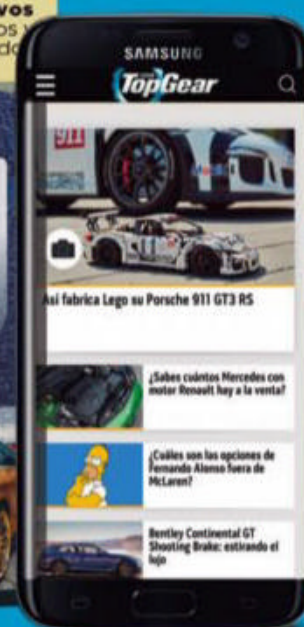 vos
os y
SAMSUNG
TopGear
911
Mobil
Así fabrica Lego su Porsche 911 GT3 RS
¿Sabes cuántos Mercedes con
motor Renault hay a la venta?
¿Cuáles son las opciones de
Fernando Alonso fuera de
McLaren?
Bentley Continental GT
Shooting Brake: estirando el
lujo